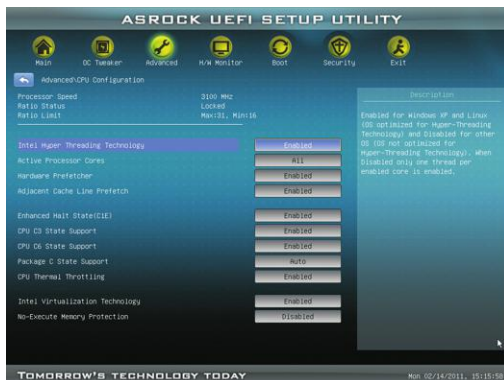 ASROCK UEFI SETUP UTILITY
Main OC Tweaker Advanced H/W Monitor Boot Security Exit
Advanced\CPU Configuration
Description
Processor Speed 3100 MHz
Ratio Status Locked
Ratio Limit Max:31, Min:16
Enabled for Windows XP and Linux
(OS optimized for Hyper-Threading
Technology) and Disabled for other
OS (OS not optimized for
Hyper-Threading Technology). When
Disabled only one thread per
enabled core is enabled.
Intel Hyper Threading Technology Enabled
Active Processor Cores All
Hardware Prefetcher Enabled
Adjacent Cache Line Prefetch Enabled
Enhanced Halt State(C1E) Enabled
CPU C3 State Support Enabled
CPU C6 State Support Enabled
Package C State Support Auto
CPU Thermal Throttling Enabled
Intel Virtualization Technology Enabled
No-Execute Memory Protection Disabled
TOMORROW'S TECHNOLOGY TODAY
Mon 02/14/2011, 15:15:50